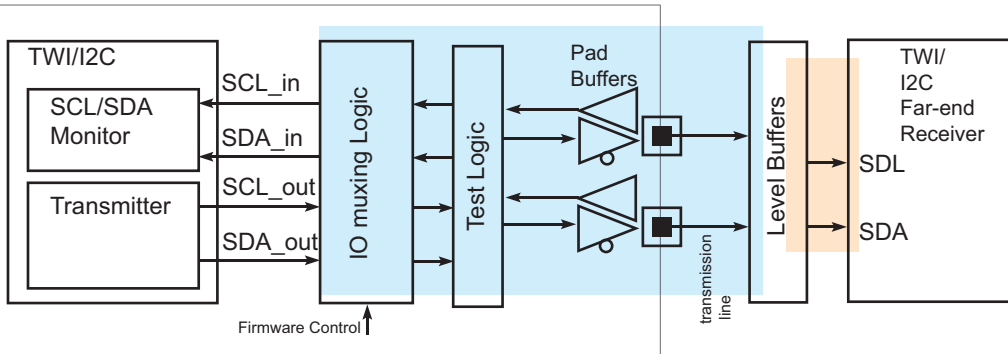 TWI/I2C
SCL/SDA
Monitor
Transmitter
SCL_in
SDA_in
SCL_out
SDA_out
IO muxing Logic
Firmware Control
Test Logic
Pad
Buffers
transmission
line
Level Buffers
TWI/
I2C
Far-end
Receiver
SDL
SDA